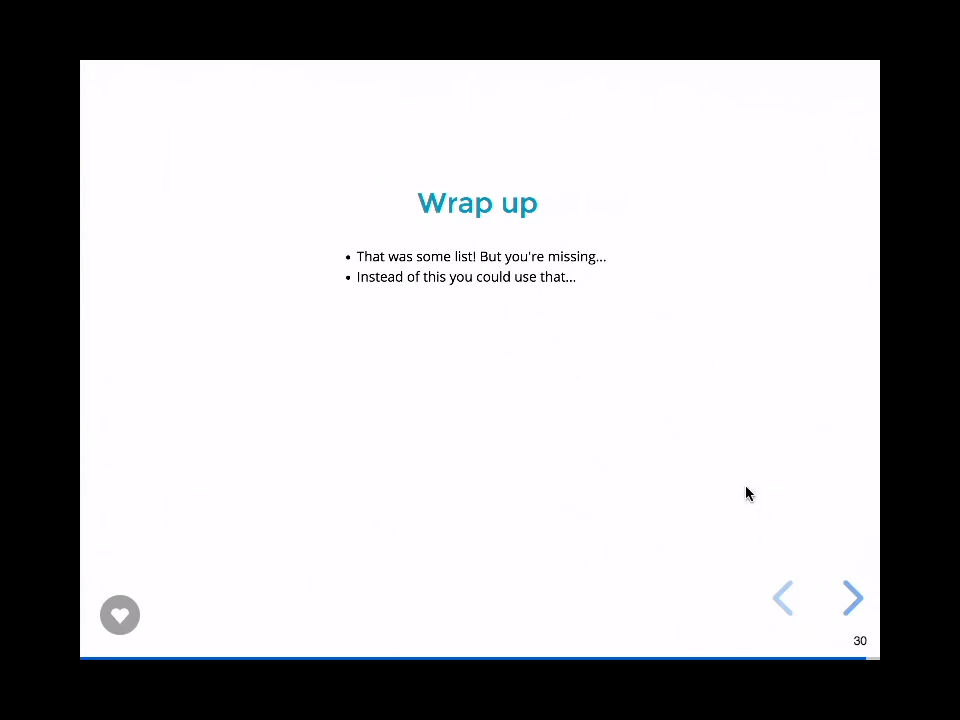 Wrap up
• That was some list! But you're missing...
• Instead of this you could use that...
30